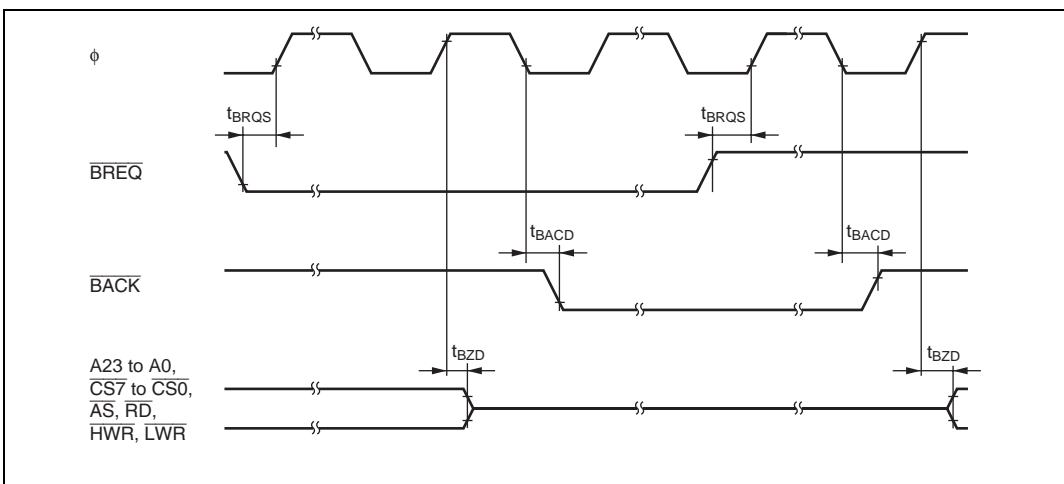 ϕ
tBRQS
tBRQS
BREQ
tBACD
tBACD
BACK
tBZD
tBZD
A23 to A0,
CS7 to CS0,
AS, RD,
HWR, LWR